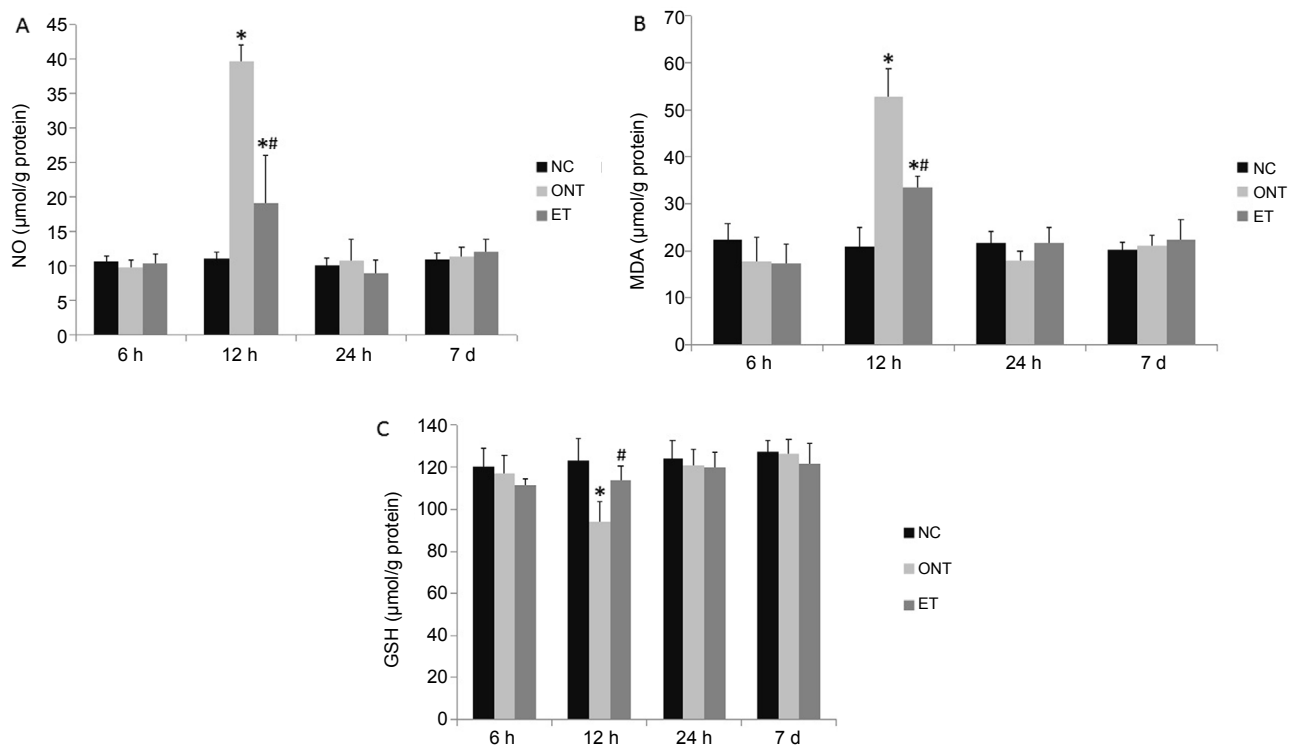 A
NO (μmol/g protein)
45
40
35
30
25
20
15
10
5
0
*
*#
6 h 12 h 24 h 7 d
NC
ONT
ET
B
MDA (μmol/g protein)
70
60
50
40
30
20
10
0
*
*#
6 h 12 h 24 h 7 d
NC
ONT
ET
C
GSH (μmol/g protein)
140
120
100
80
60
40
20
0
*
#
6 h 12 h 24 h 7 d
NC
ONT
ET